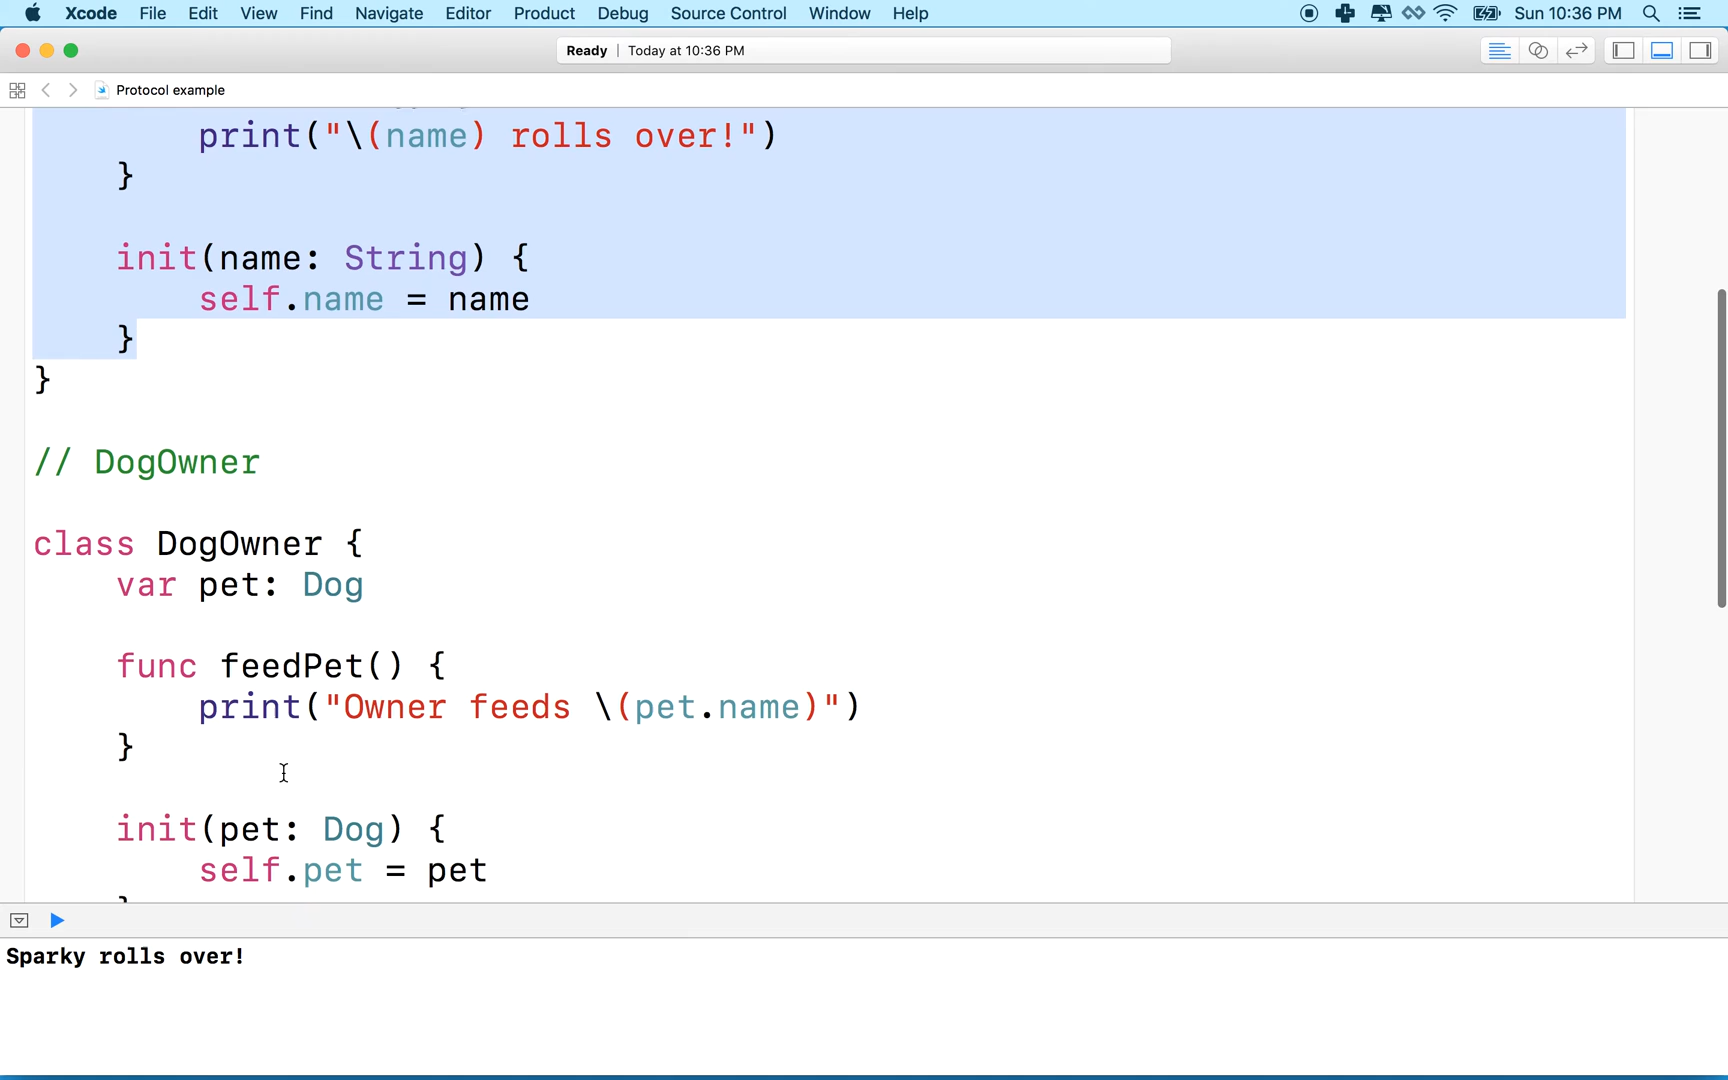 Xcode File Edit View Find Navigate Editor Product Debug Source Control Window Help Sun 10:36 PM
Ready | Today at 10:36 PM
Protocol example
print("\(name) rolls over!")
}
init(name: String) {
self.name = name
}
}
// DogOwner
class DogOwner {
var pet: Dog
func feedPet() {
print("Owner feeds \(pet.name)")
}
init(pet: Dog) {
self.pet = pet
Sparky rolls over!